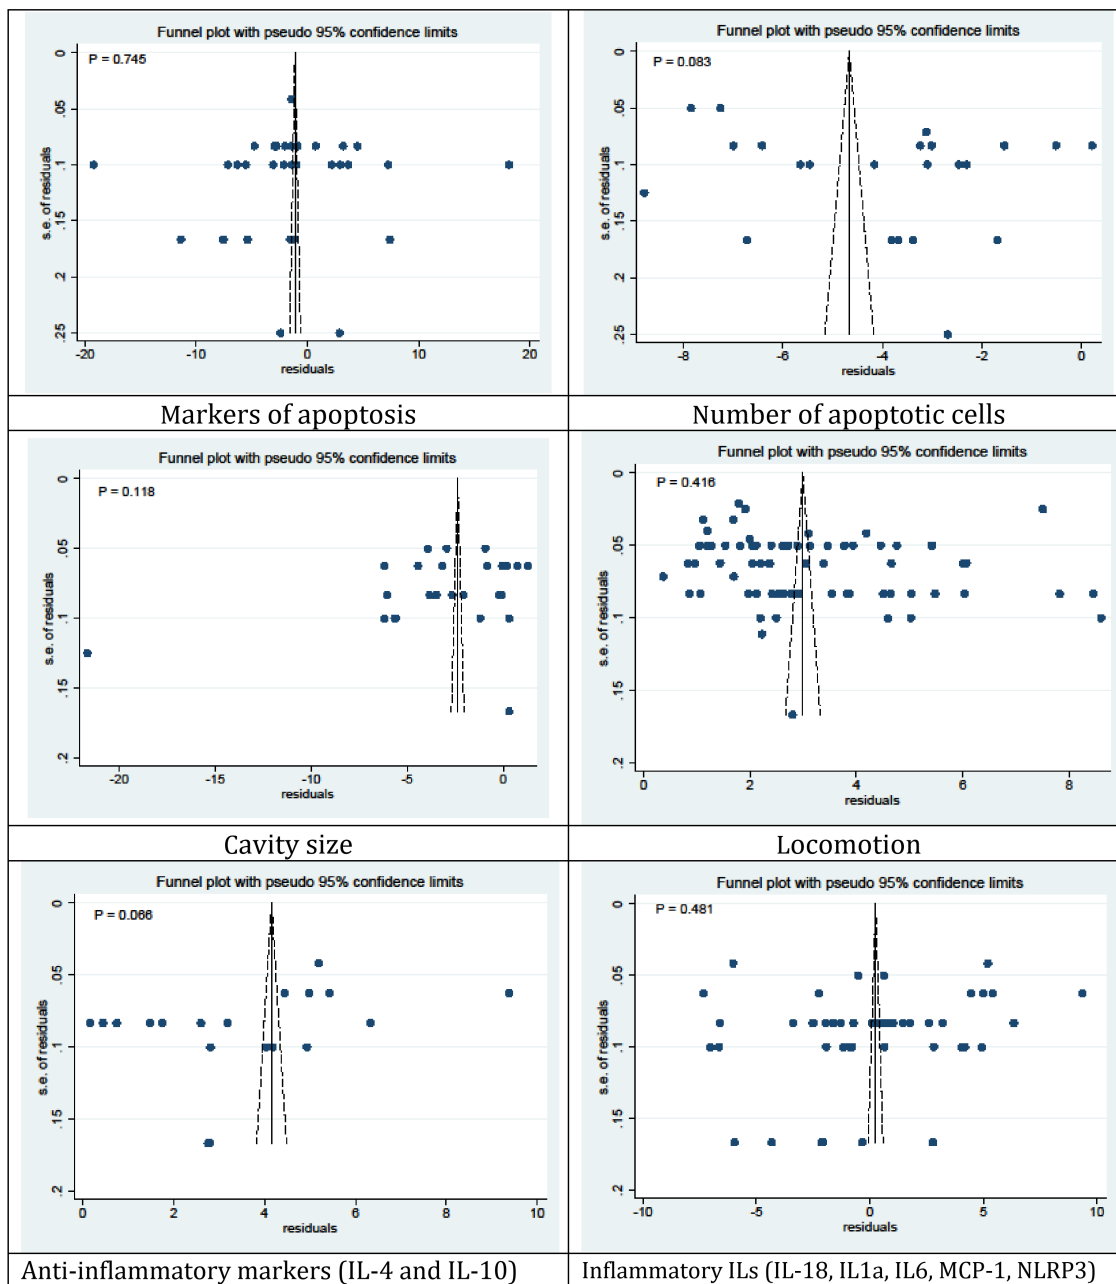 Funnel plot with pseudo 95% confidence limits
P = 0.745
s.e. of residuals
0
.05
.1
.15
.2
.25
-20
-10
0
10
20
residuals
Funnel plot with pseudo 95% confidence limits
P = 0.083
s.e. of residuals
0
.05
.1
.15
.2
.25
-8
-6
-4
-2
0
residuals
Markers of apoptosis
Number of apoptotic cells
Funnel plot with pseudo 95% confidence limits
P = 0.118
s.e. of residuals
0
.05
.1
.15
.2
-20
-15
-10
-5
0
residuals
Funnel plot with pseudo 95% confidence limits
P = 0.416
s.e. of residuals
0
.05
.1
.15
.2
0
2
4
6
8
residuals
Cavity size
Locomotion
Funnel plot with pseudo 95% confidence limits
P = 0.066
s.e. of residuals
0
.05
.1
.15
.2
0
2
4
6
8
10
residuals
Funnel plot with pseudo 95% confidence limits
P = 0.481
s.e. of residuals
0
.05
.1
.15
.2
-10
-5
0
5
10
residuals
Anti-inflammatory markers (IL-4 and IL-10)
Inflammatory ILs (IL-18, IL1a, IL6, MCP-1, NLRP3)